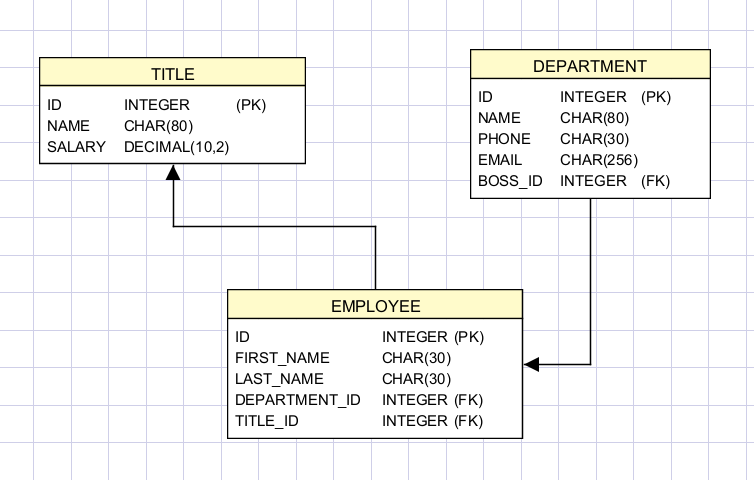 TITLE
ID INTEGER (PK)
NAME CHAR(80)
SALARY DECIMAL(10,2)
DEPARTMENT
ID INTEGER (PK)
NAME CHAR(80)
PHONE CHAR(30)
EMAIL CHAR(256)
BOSS_ID INTEGER (FK)
EMPLOYEE
ID INTEGER (PK)
FIRST_NAME CHAR(30)
LAST_NAME CHAR(30)
DEPARTMENT_ID INTEGER (FK)
TITLE_ID INTEGER (FK)